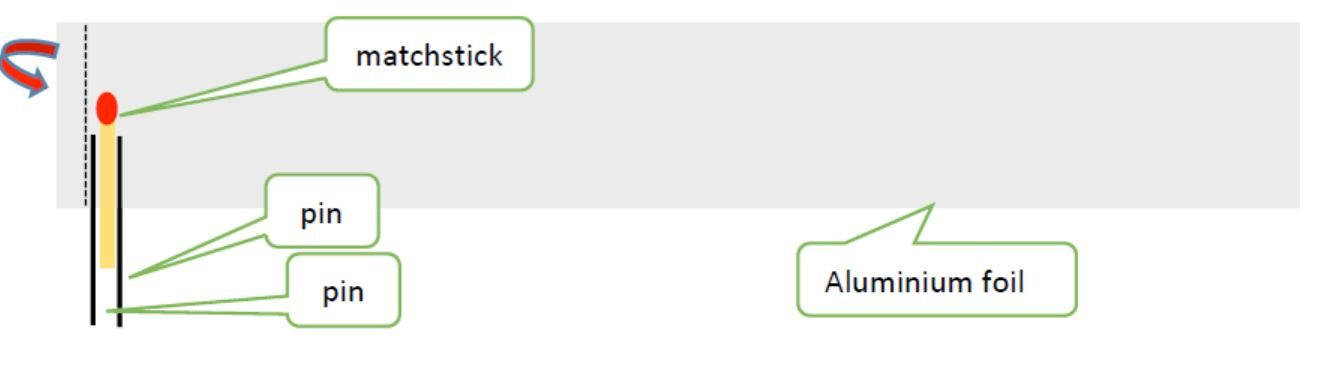 matchstick
pin
pin
Aluminium foil